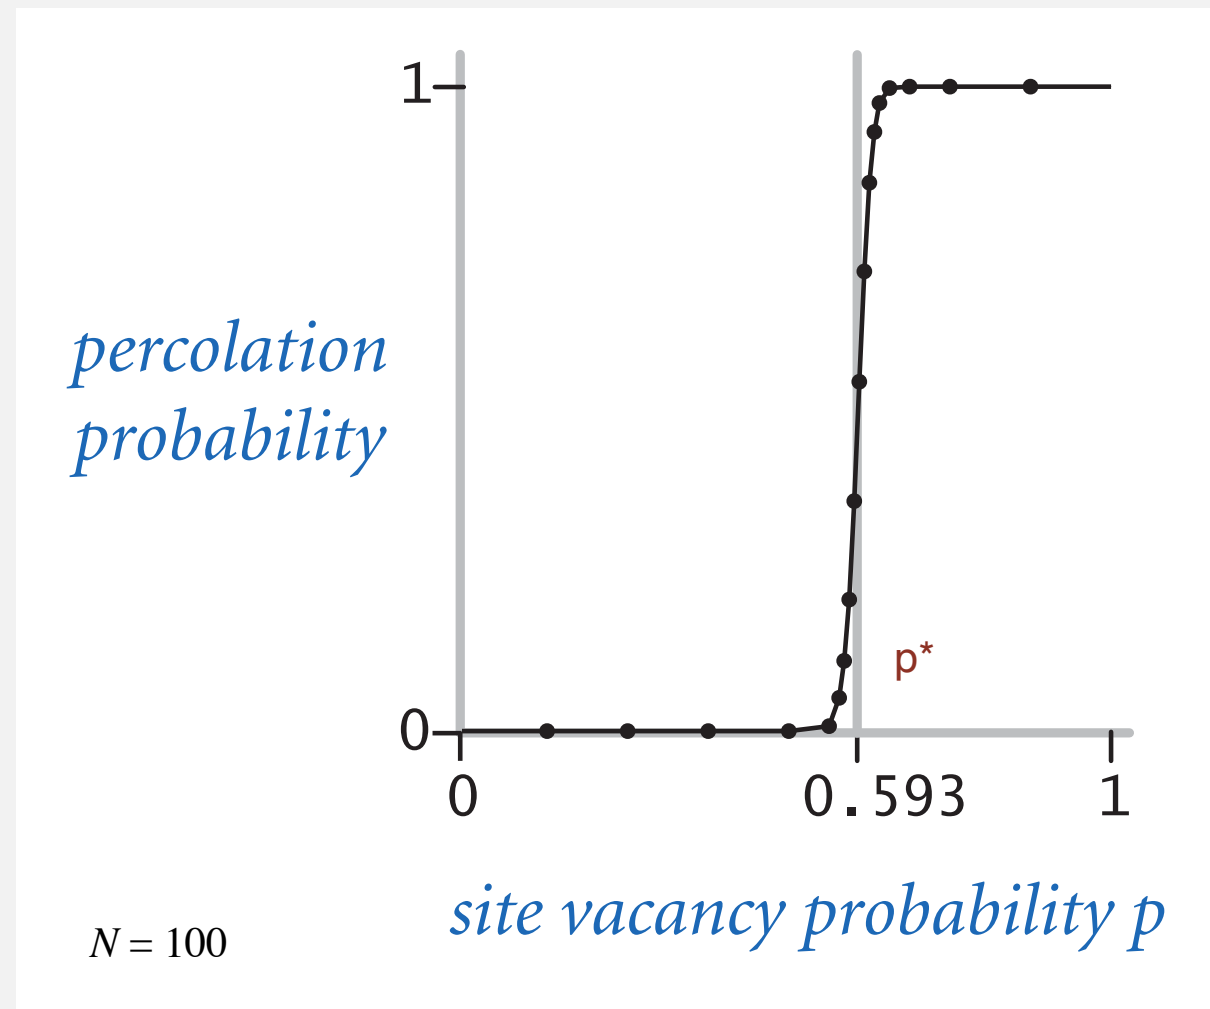 1
percolation
probability
p*
0
0
0.593
1
site vacancy probability p
N = 100